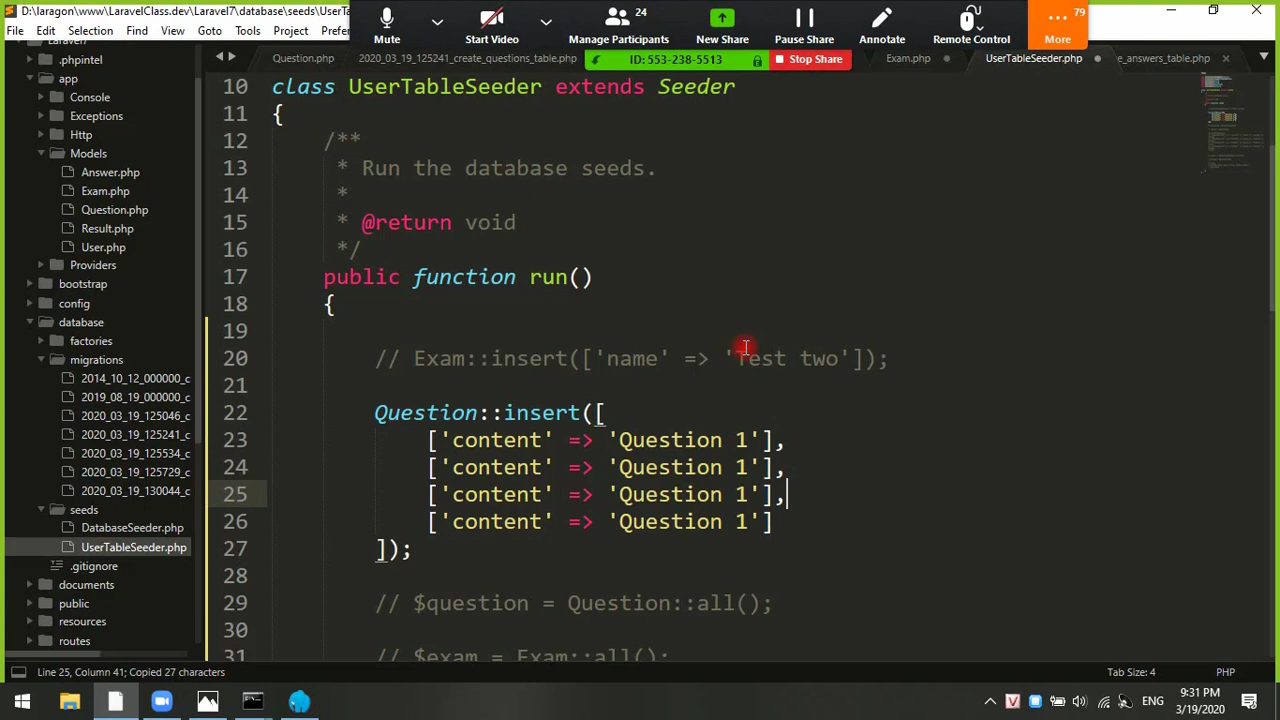 D:\laragon\www\LaravelClass.dev\Laravel7\database\seeds\UserTa
File Edit Selection Find View Goto Tools Project Prefer
Mute
Start Video
24
Manage Participants
New Share
Pause Share
Annotate
Remote Control
79
More
ID: 553-238-5513
Stop Share
Question.php
2020_03_19_125241_create_questions_table.php
Exam.php
UserTableSeeder.php
e_answers_table.php
.phpintel
app
Console
Exceptions
Http
Models
Answer.php
Exam.php
Question.php
Result.php
User.php
Providers
bootstrap
config
database
factories
migrations
2014_10_12_000000_c
2019_08_19_000000_c
2020_03_19_125046_c
2020_03_19_125241_c
2020_03_19_125534_c
2020_03_19_125729_c
2020_03_19_130044_c
seeds
DatabaseSeeder.php
UserTableSeeder.php
.gitignore
documents
public
resources
routes
10 class UserTableSeeder extends Seeder
11 {
12 /**
13 * Run the database seeds.
14 *
15 * @return void
16 */
17 public function run()
18 {
19
20 // Exam::insert(['name' => 'Test two']);
21
22 Question::insert([
23 ['content' => 'Question 1'],
24 ['content' => 'Question 1'],
25 ['content' => 'Question 1'],
26 ['content' => 'Question 1']
27 ]);
28
29 // $question = Question::all();
30
31 // $exam = Exam::all();
Line 25, Column 41; Copied 27 characters
Tab Size: 4
PHP
ENG
9:31 PM
3/19/2020